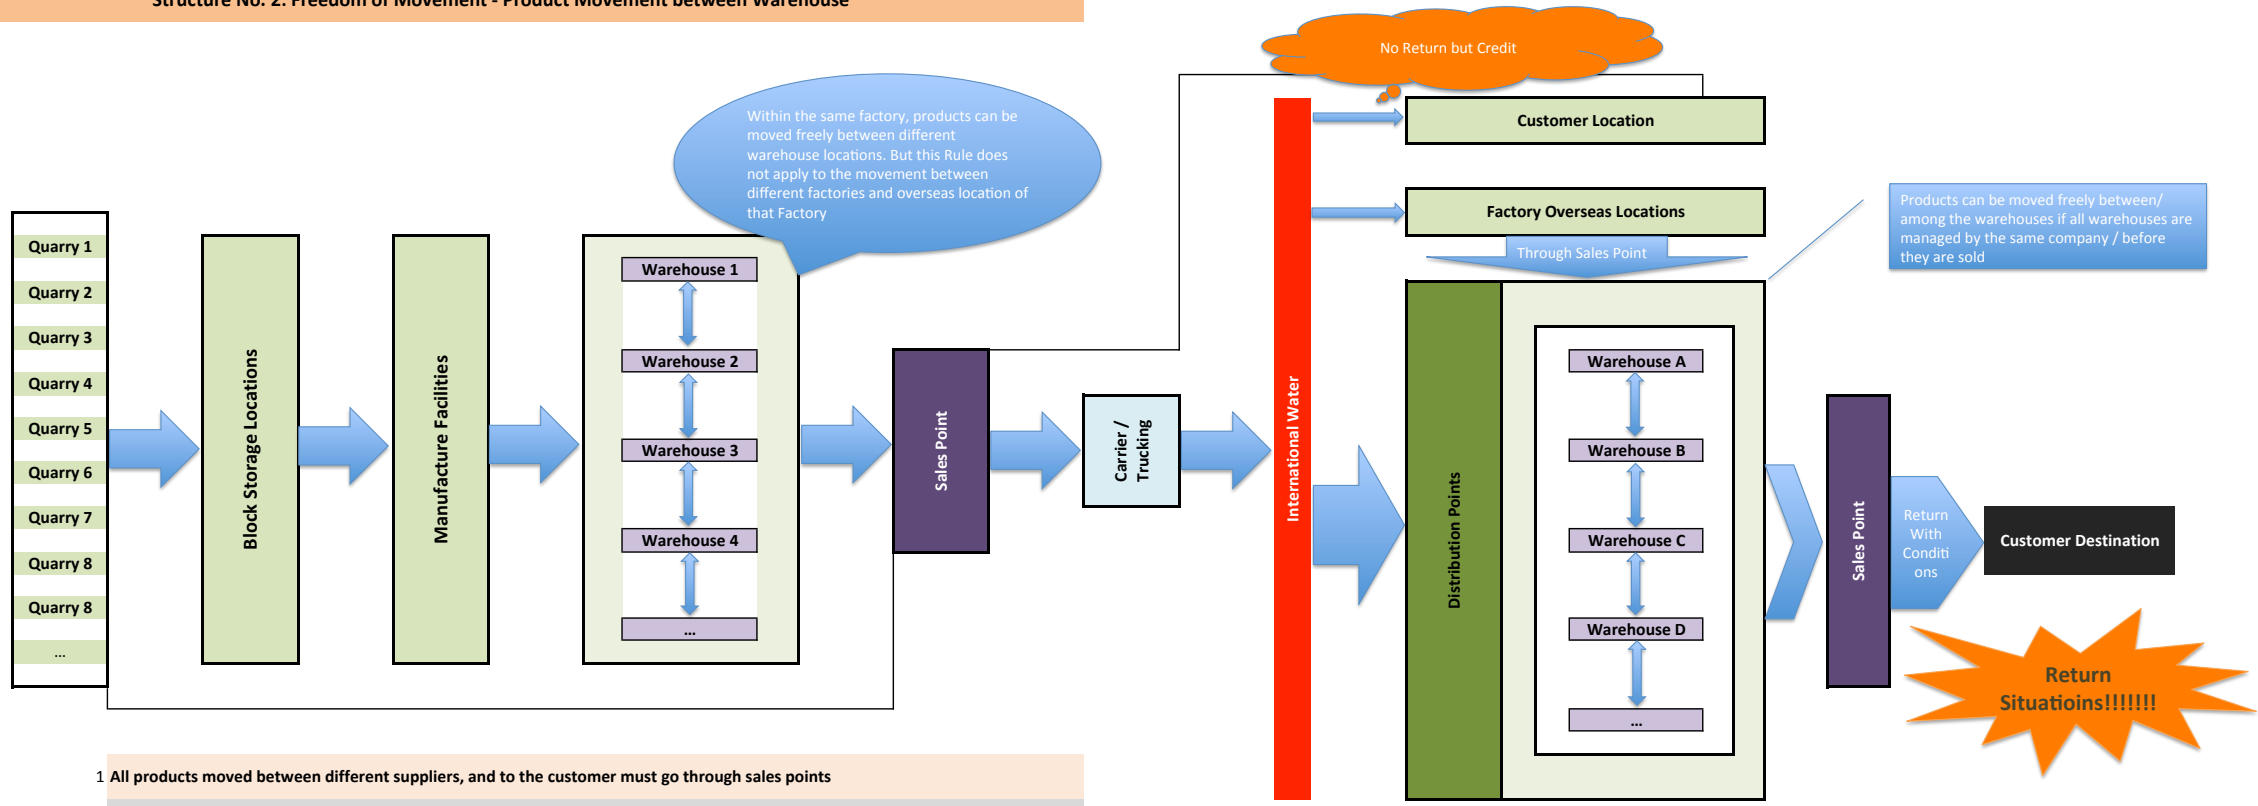 Structure No. 2: Freedom of Movement - Product Movement between Warehouse
No Return but Credit
Within the same factory, products can be
moved freely between different
warehouse locations. But this Rule does
not apply to the movement between
different factories and overseas location of
that Factory
Customer Location
Factory Overseas Locations
Through Sales Point
Products can be moved freely between/
among the warehouses if all warehouses are
managed by the same company / before
they are sold
Quarry 1
Quarry 2
Quarry 3
Quarry 4
Quarry 5
Quarry 6
Quarry 7
Quarry 8
Quarry 8
...
Block Storage Locations
Manufacture Facilities
Warehouse 1
Warehouse 2
Warehouse 3
Warehouse 4
...
Sales Point
Carrier /
Trucking
International Water
Distribution Points
Warehouse A
Warehouse B
Warehouse C
Warehouse D
...
Sales Point
Return
With
Conditi
ons
Customer Destination
Return
Situatioins!!!!!!!
1 All products moved between different suppliers, and to the customer must go through sales points